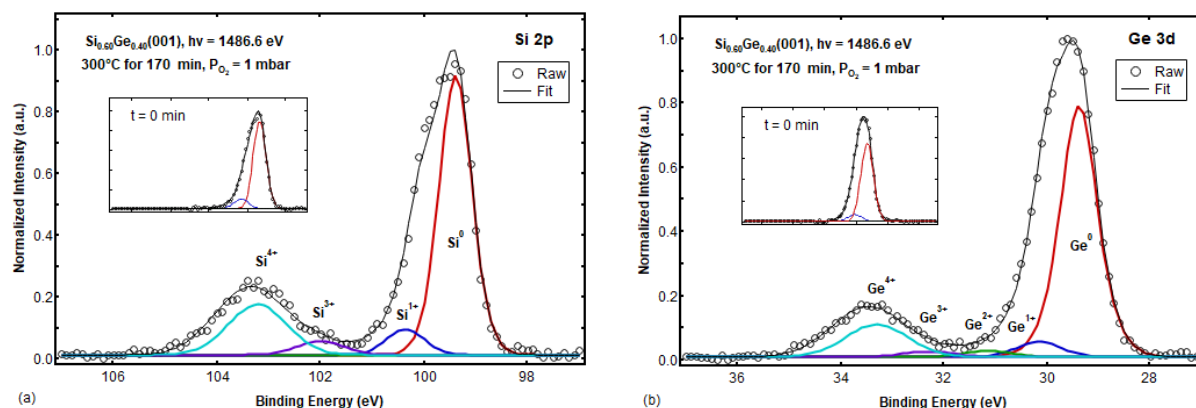 Si₀.₆₀Ge₀.₄₀(001), hv = 1486.6 eV
300°C for 170 min, P_O₂ = 1 mbar
Si 2p
Raw
Fit
t = 0 min
Si⁴⁺
Si³⁺
Si¹⁺
Si⁰
Normalized Intensity (a.u.)
1.0
0.8
0.6
0.4
0.2
0.0
106
104
102
100
98
Binding Energy (eV)
(a)
Si₀.₆₀Ge₀.₄₀(001), hv = 1486.6 eV
300°C for 170 min, P_O₂ = 1 mbar
Ge 3d
Raw
Fit
t = 0 min
Ge⁴⁺
Ge³⁺
Ge²⁺
Ge¹⁺
Ge⁰
Normalized Intensity (a.u.)
1.0
0.8
0.6
0.4
0.2
0.0
36
34
32
30
28
Binding Energy (eV)
(b)